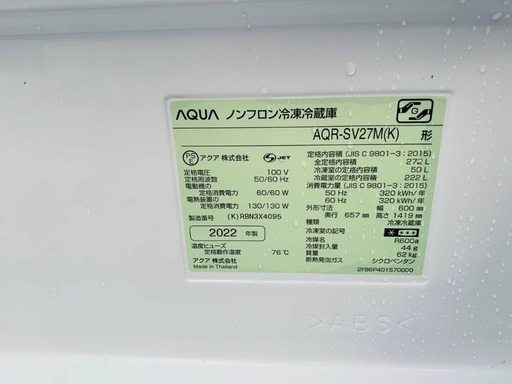 AQUA ノンフロン冷凍冷蔵庫
AQR-SV27M(K) 形
PS E アクア 株式会社 JET
定格電圧 100 V
定格周波数 50/60 Hz
電動機の
定格消費電力 60/60 W
電熱装置の
定格消費電力 130/130 W
製造番号 (K) RBN3X4095
2022 年製
温度ヒューズ
定格動作温度 76℃
アクア 株式会社
Made in Thailand
定格内容積 (JIS C 9801-3:2015)
全定格内容積 272 L
冷凍室の定格内容積 50 L
冷蔵室の定格内容積 222 L
消費電力量 (JIS C 9801-3:2015)
50 Hz 320 kWh/年
60 Hz 320 kWh/年
外形寸法 幅 600 mm
奥行 657 mm 高さ 1419 mm
種類 冷凍冷蔵庫
冷凍室の記号
冷媒名 R600a
冷媒封入量 44 g
質量 62 kg
断熱発泡ガス シクロペンタン
>ABS<